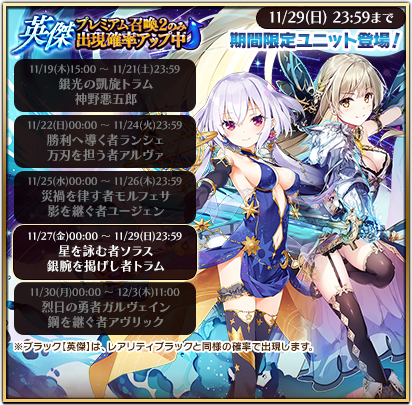 英傑 プレミアム召喚2のみ
出現確率アップ中
11/29(日) 23:59まで
期間限定ユニット登場!
11/19(木)15:00 ～ 11/21(土)23:59
銀光の凱旋トラム
神野悪五郎
11/22(日)00:00 ～ 11/24(火)23:59
勝利へ導く者ランシェ
万刃を担う者アルヴァ
11/25(水)00:00 ～ 11/26(木)23:59
災禍を律す者モルフェサ
影を継ぐ者ユージェン
11/27(金)00:00 ～ 11/29(日)23:59
星を詠む者ソラス
銀腕を掲げし者トラム
11/30(月)00:00 ～ 12/3(木)11:00
烈日の勇者ガルヴェイン
鋼を継ぐ者アヴリック
※ブラック【英傑】は、レアリティブラックと同様の確率で出現します。